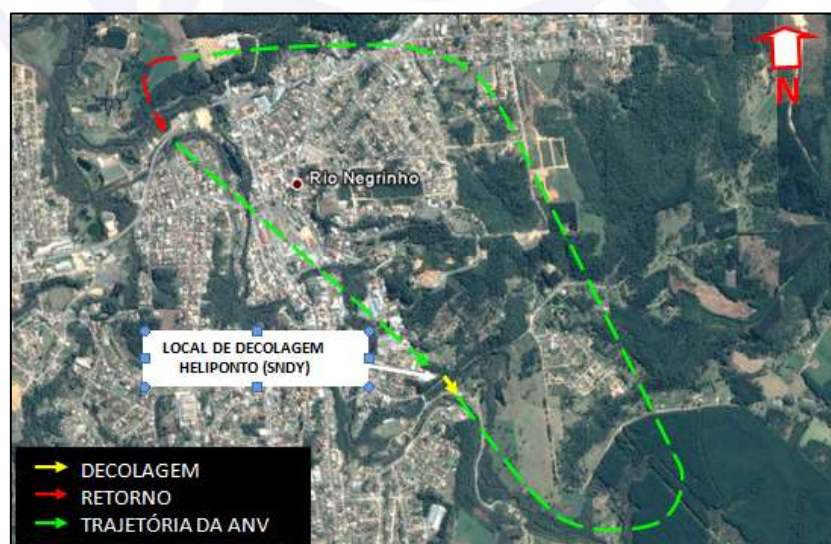 N
Rio Negrinho
LOCAL DE DECOLAGEM
HELIPONTO (SNDY)
DECOLAGEM
RETORNO
TRAJETÓRIA DA ANV